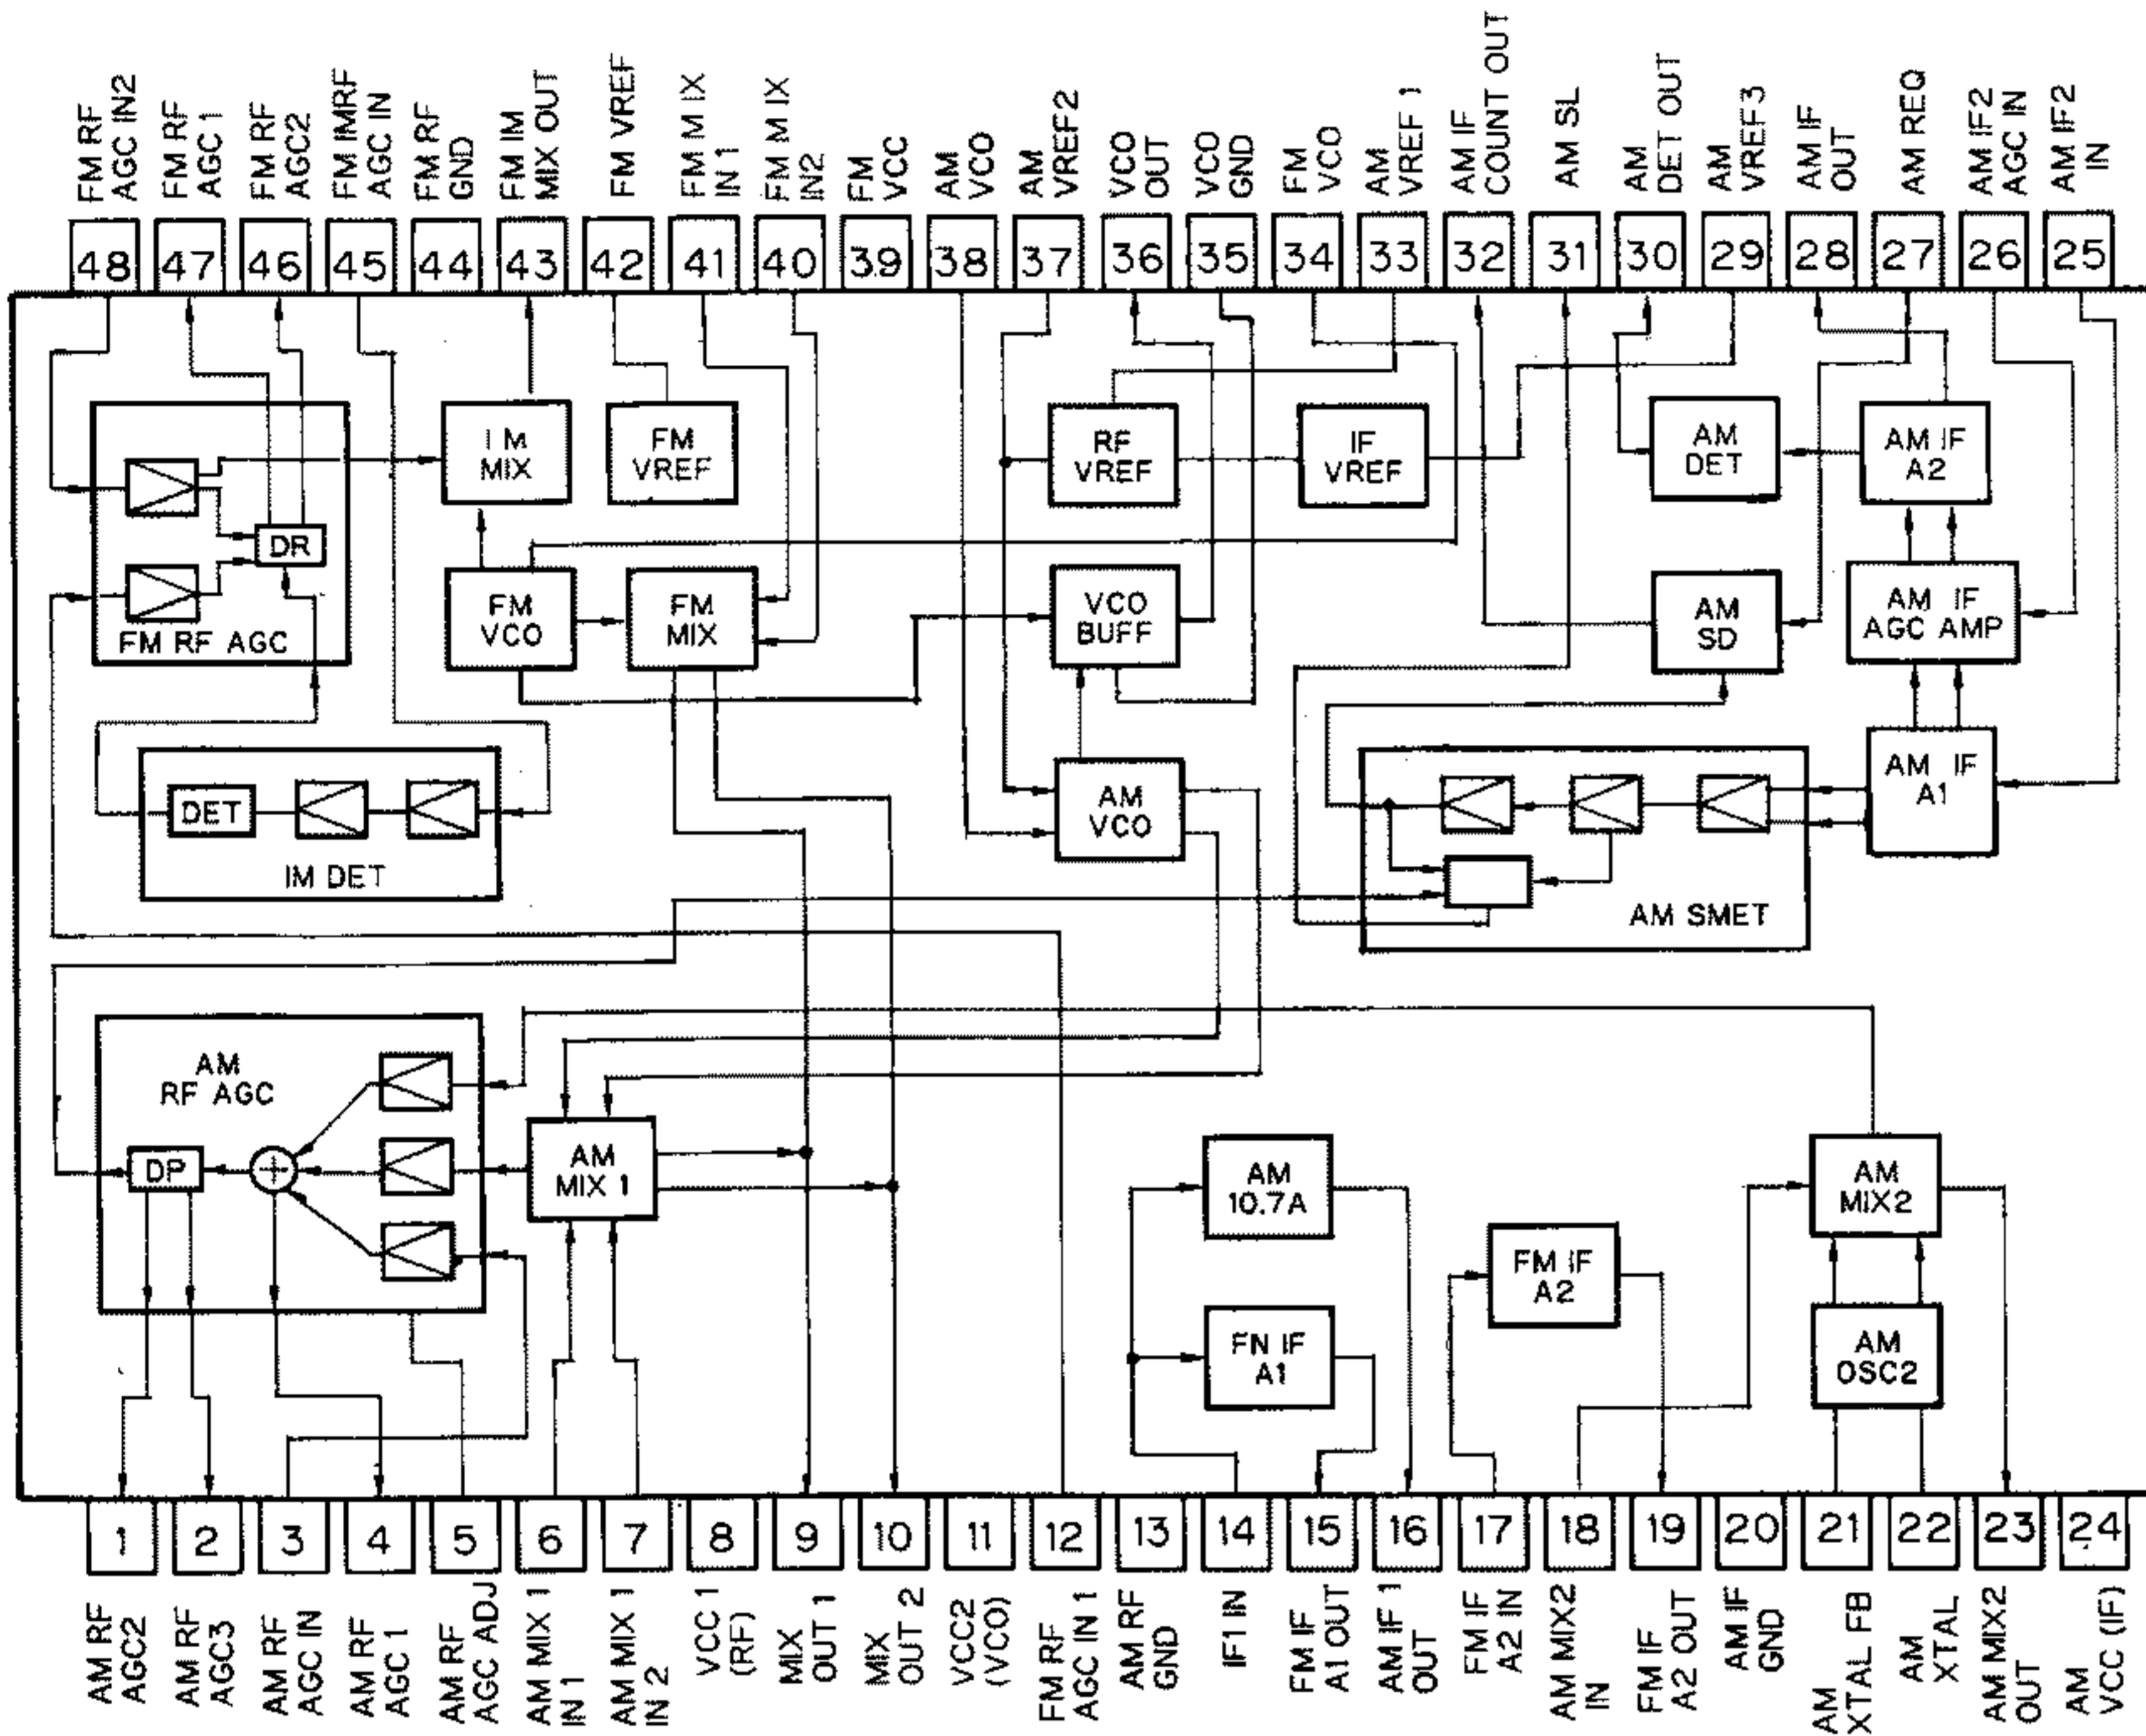 FM RF
AGC IN2
FM RF
AGC1
FM RF
AGC2
FM IMRF
AGC IN
FM RF
GND
FM IM
MIX OUT
FM VREF
FM M IX
IN1
FM M IX
IN2
FM
VCC
AM
VCO
AM
VREF2
VCO
OUT
VCO
GND
FM
VCO
AM
VREF 1
AM IF
COUNT OUT
AM SL
AM
DET OUT
AM
VREF3
AM IF
OUT
AM REQ
AM IF2
AGC IN
AM IF2
IN
48
47
46
45
44
43
42
41
40
39
38
37
36
35
34
33
32
31
30
29
28
27
26
25
DR
FM RF AGC
I M
MIX
FM
VREF
RF
VREF
IF
VREF
AM
DET
AM IF
A2
FM
VCO
FM
MIX
VCO
BUFF
AM
SD
AM IF
AGC AMP
DET
IM DET
AM
VCO
AM IF
A1
AM SMET
AM
RF AGC
DP
+
AM
MIX 1
AM
10.7A
FN IF
A1
FM IF
A2
AM
MIX2
AM
OSC2
1
2
3
4
5
6
7
8
9
10
11
12
13
14
15
16
17
18
19
20
21
22
23
24
AM RF
AGC2
AM RF
AGC3
AM RF
AGC IN
AM RF
AGC 1
AM RF
AGC ADJ
AM MIX 1
IN 1
AM MIX 1
IN 2
VCC 1
(RF)
MIX
OUT 1
MIX
OUT 2
VCC2
(VCO)
FM RF
AGC IN 1
AM RF
GND
IF1 IN
FM IF
A1 OUT
AM IF 1
OUT
FM IF
A2 IN
AM MIX2
IN
FM IF
A2 OUT
AM IF
GND
AM
XTAL FB
AM
XTAL
AM MIX2
OUT
AM
VCC (IF)